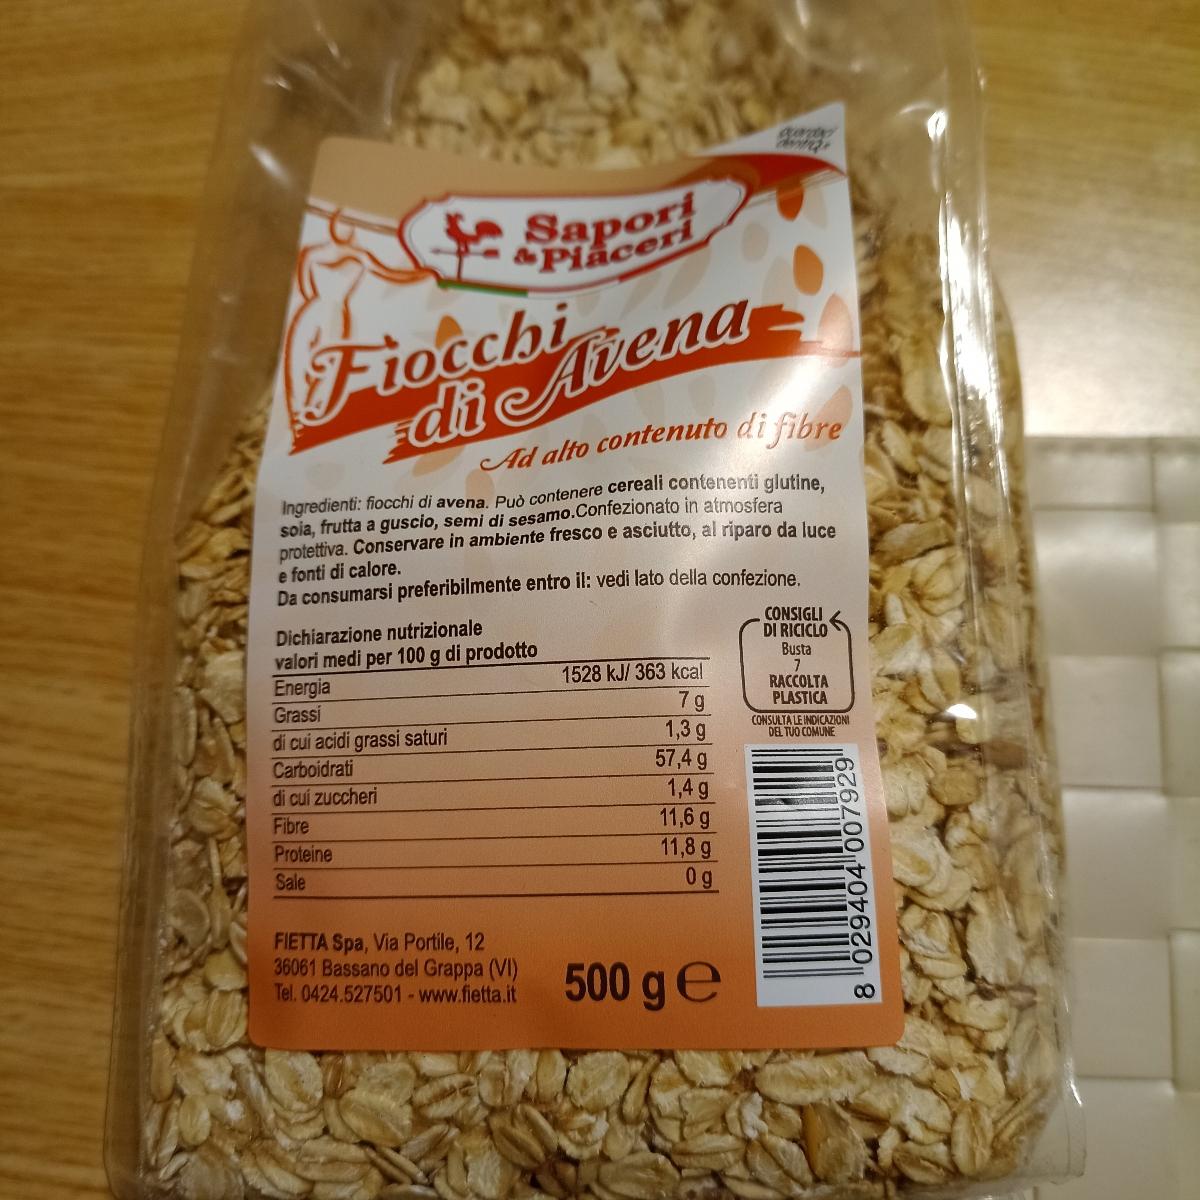 Sapori
& Piaceri
Fiocchi
di Avena
Ad alto contenuto di fibre
Ingredienti: fiocchi di avena. Può contenere cereali contenenti glutine,
soia, frutta a guscio, semi di sesamo.Confezionato in atmosfera
protettiva. Conservare in ambiente fresco e asciutto, al riparo da luce
e fonti di calore.
Da consumarsi preferibilmente entro il: vedi lato della confezione.
Dichiarazione nutrizionale
valori medi per 100 g di prodotto
Energia 1528 kJ/ 363 kcal
Grassi 7 g
di cui acidi grassi saturi 1,3 g
Carboidrati 57,4 g
di cui zuccheri 1,4 g
Fibre 11,6 g
Proteine 11,8 g
Sale 0 g
CONSIGLI
DI RICICLO
Busta
7
RACCOLTA
PLASTICA
CONSULTA LE INDICAZIONI
DEL TUO COMUNE
FIETTA Spa, Via Portile, 12
36061 Bassano del Grappa (VI)
Tel. 0424.527501 - www.fietta.it
500 g e
8 029404 007929